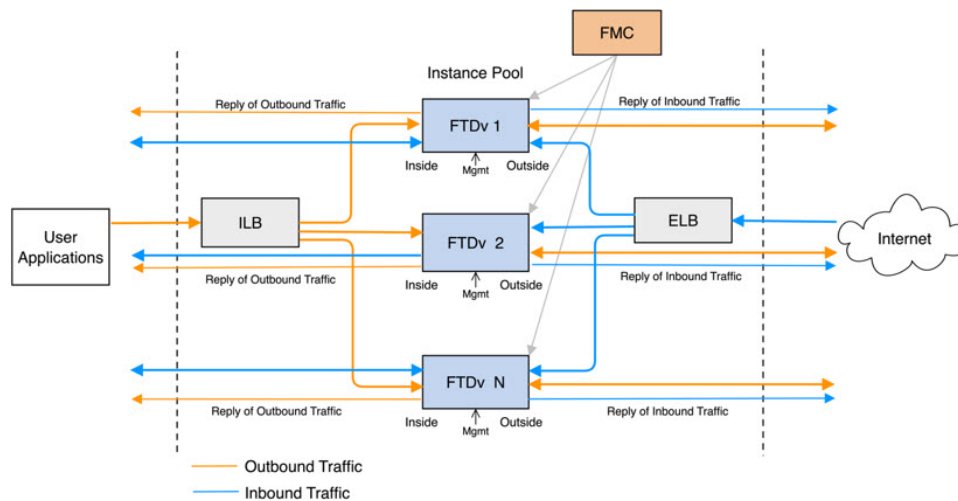 FMC
Instance Pool
Reply of Outbound Traffic
FTDv 1
Reply of Inbound Traffic
Inside
Mgmt
Outside
User
Applications
ILB
FTDv 2
ELB
Internet
Reply of Outbound Traffic
Inside
Mgmt
Outside
Reply of Inbound Traffic
FTDv N
Reply of Outbound Traffic
Inside
Mgmt
Outside
Reply of Inbound Traffic
Outbound Traffic
Inbound Traffic